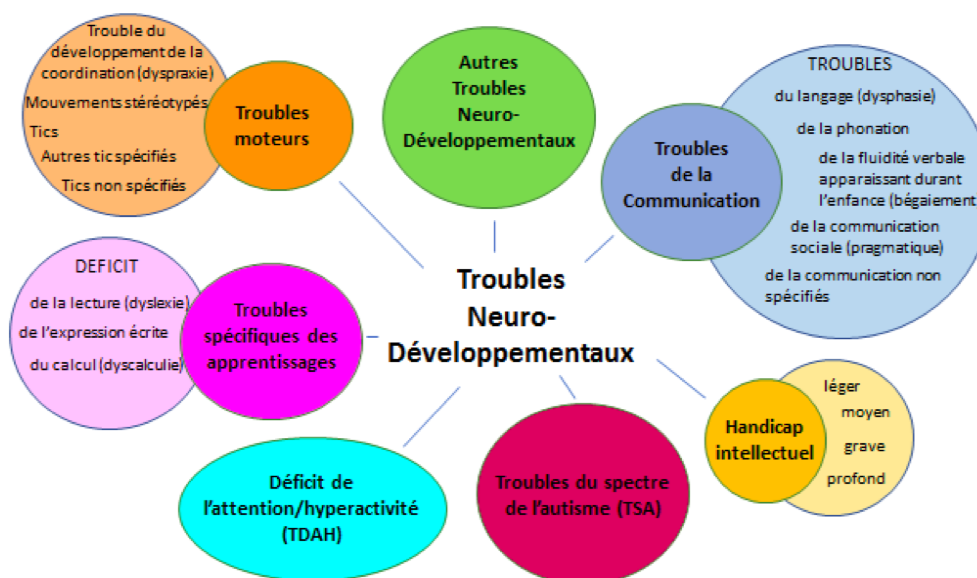 Trouble du
développement de la
coordination (dyspraxie)
Mouvements stéréotypés
Tics
Autres tic spécifiés
Tics non spécifiés
Troubles
moteurs
Autres
Troubles
Neuro-
Développementaux
TROUBLES
du langage (dysphasie)
de la phonation
de la fluidité verbale
apparaissant durant
l'enfance (bégaiement
de la communication
sociale (pragmatique)
de la communication non
spécifiés
Troubles
de la
Communication
DEFICIT
de la lecture (dyslexie)
de l'expression écrite
du calcul (dyscalculie)
Troubles
spécifiques des
apprentissages
Troubles
Neuro-
Développementaux
léger
moyen
grave
profond
Handicap
intellectuel
Déficit de
l'attention/hyperactivité
(TDAH)
Troubles du spectre
de l'autisme (TSA)